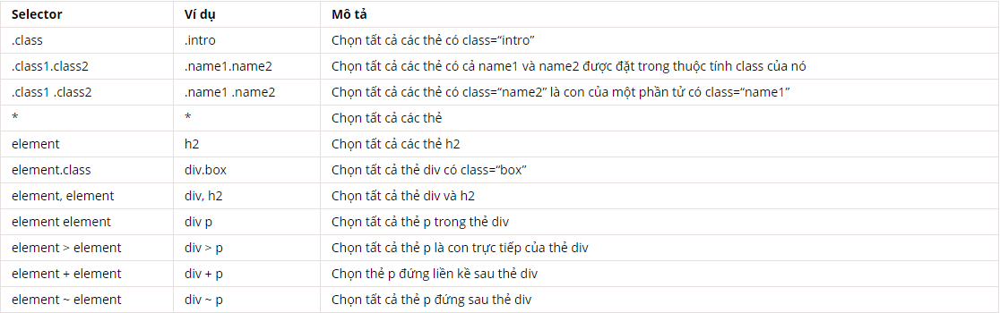 Selector Ví dụ Mô tả
.class .intro Chọn tất cả các thẻ có class=“intro”
.class1.class2 .name1.name2 Chọn tất cả các thẻ có cả name1 và name2 được đặt trong thuộc tính class của nó
.class1 .class2 .name1 .name2 Chọn tất cả các thẻ có class=“name2” là con của một phần tử có class=“name1”
* * Chọn tất cả các thẻ
element h2 Chọn tất cả các thẻ h2
element.class div.box Chọn tất cả thẻ div có class=“box”
element, element div, h2 Chọn tất cả thẻ div và h2
element element div p Chọn tất cả thẻ p trong thẻ div
element > element div > p Chọn tất cả thẻ p là con trực tiếp của thẻ div
element + element div + p Chọn thẻ p đứng liền kề sau thẻ div
element ~ element div ~ p Chọn tất cả thẻ p đứng sau thẻ div